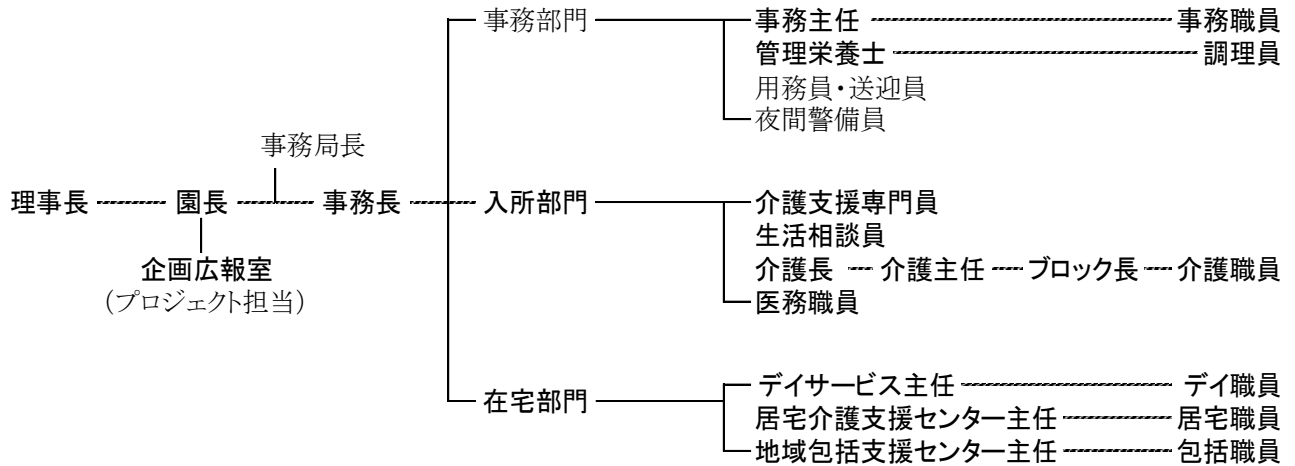 事務部門 事務主任 事務職員
管理栄養士 調理員
用務員・送迎員
夜間警備員
事務局長
理事長 園長 事務長 入所部門 介護支援専門員
生活相談員
企画広報室 介護長 介護主任 ブロック長 介護職員
(プロジェクト担当) 医務職員
デイサービス主任 デイ職員
在宅部門 居宅介護支援センター主任 居宅職員
地域包括支援センター主任 包括職員